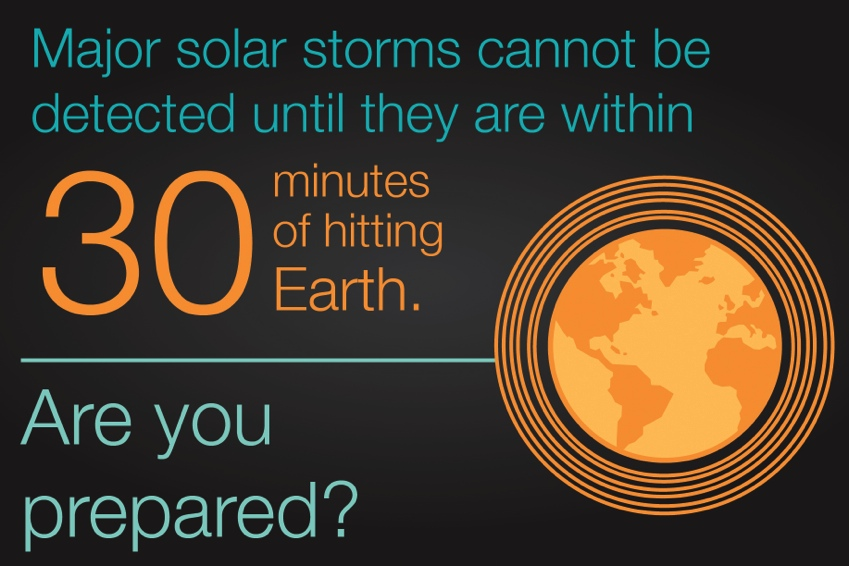 Major solar storms cannot be
detected until they are within
30 minutes
of hitting
Earth.
Are you
prepared?